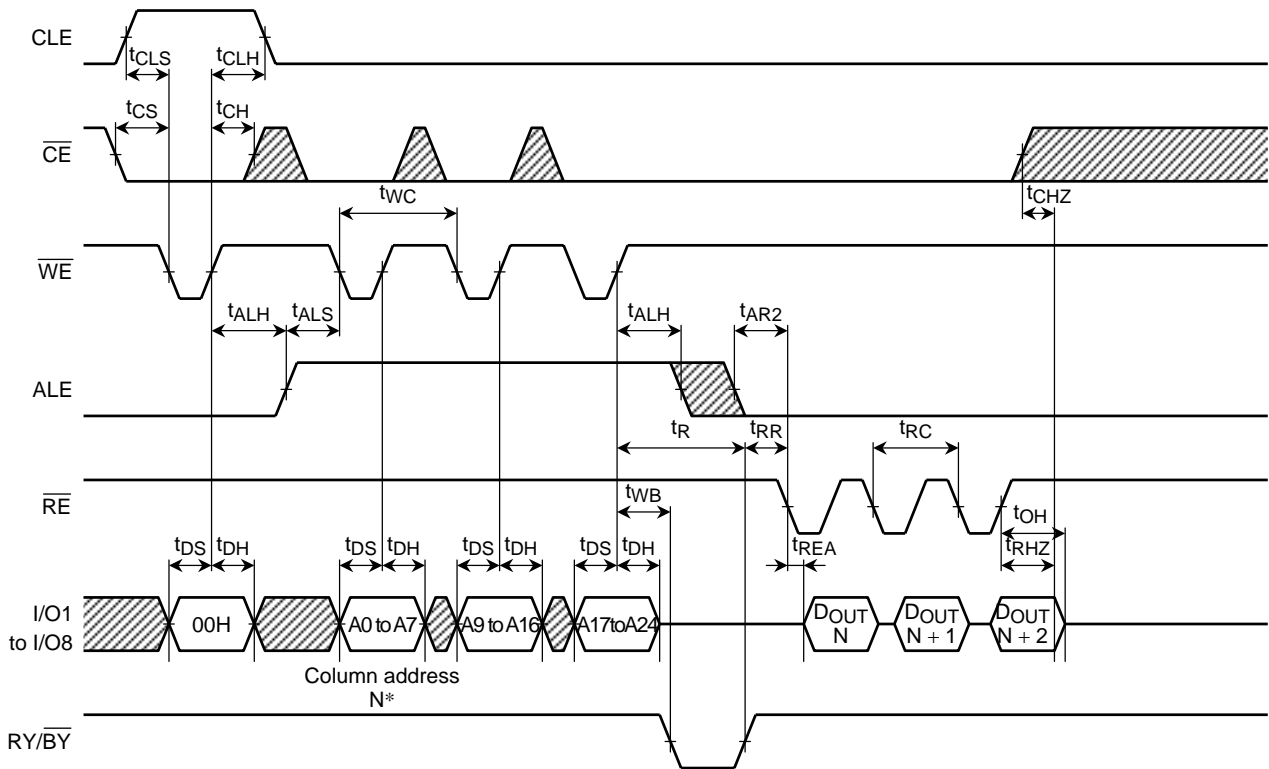 CLE
tCLS
tCLH
tCS
tCH
CE
tCHZ
tWC
WE
tALH
tALS
tALH
tAR2
ALE
tR
tRR
tRC
RE
tWB
tOH
tDS
tDH
tDS
tDH
tDS
tDH
tDS
tDH
tREA
tRHZ
I/O1
to I/O8
00H
A0 to A7
A9 to A16
A17 to A24
DOUT
N
DOUT
N + 1
DOUT
N + 2
Column address
N*
RY/BY